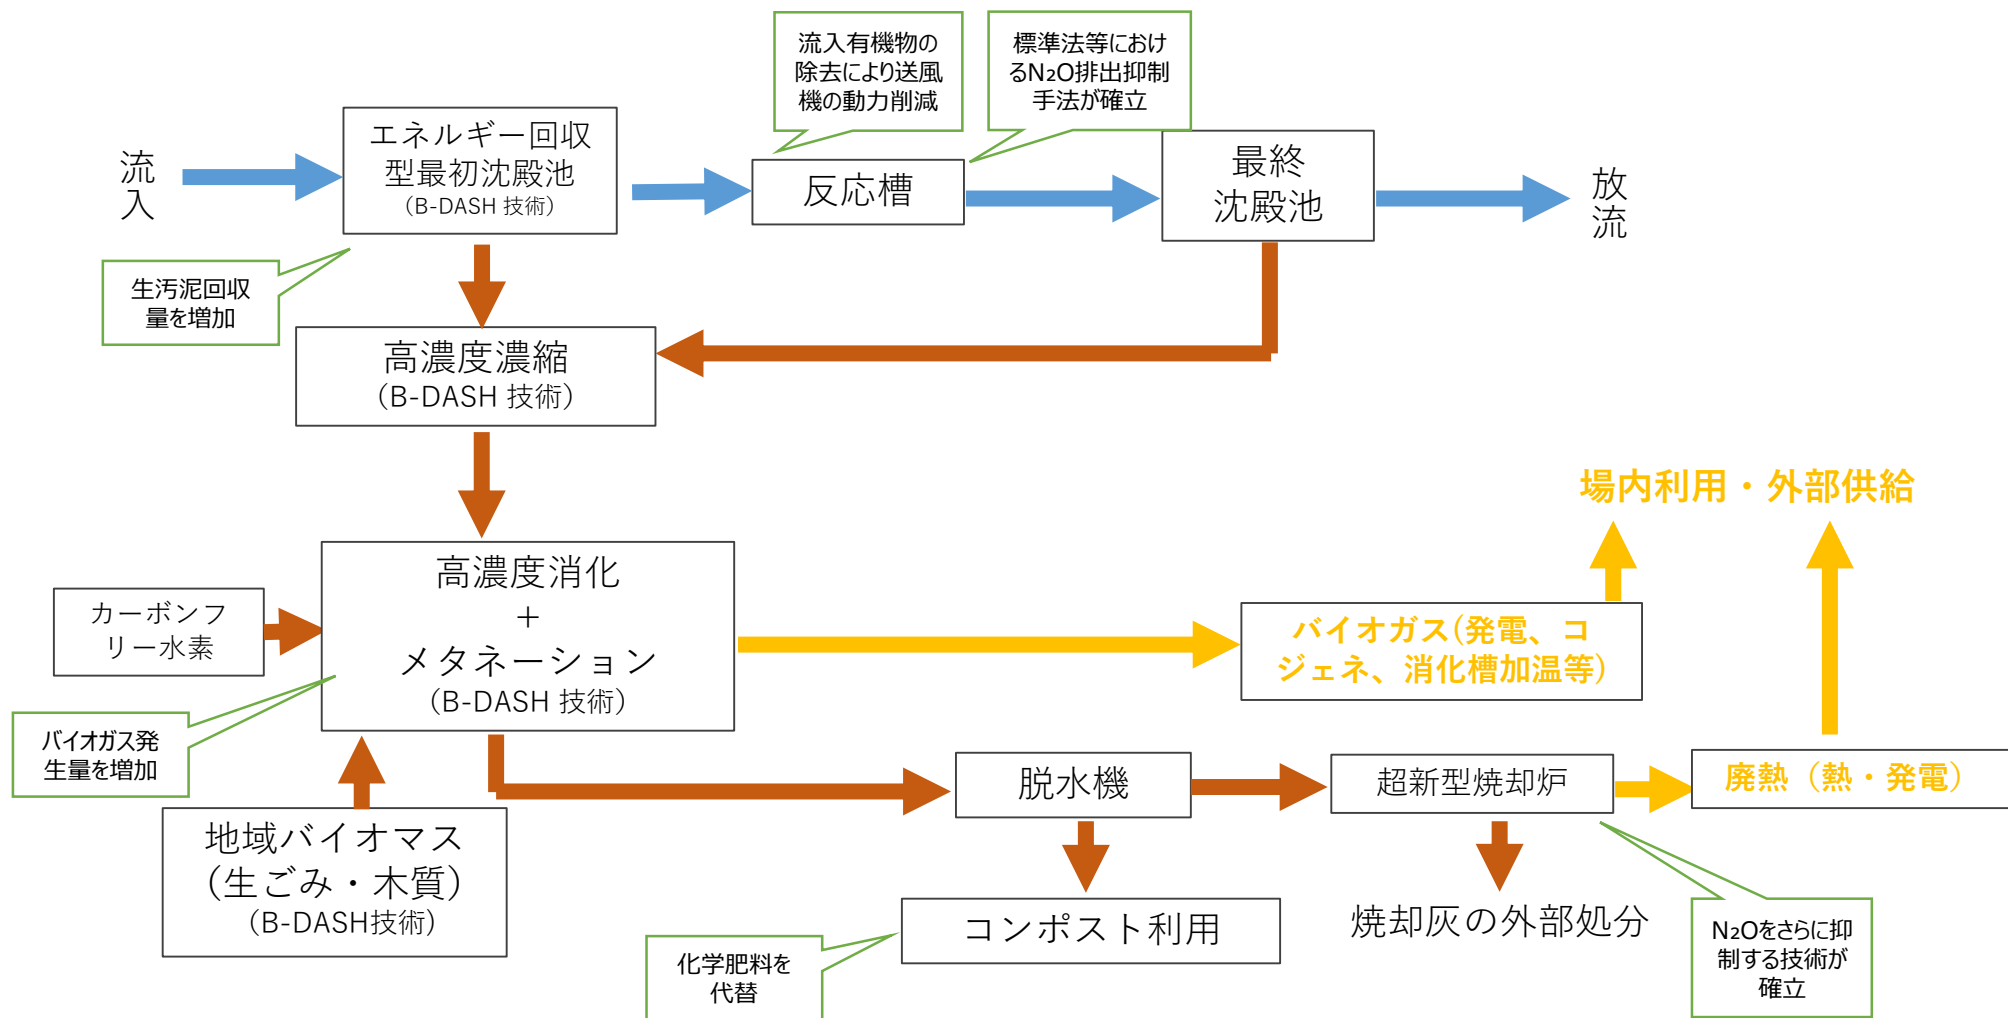 流入有機物の
除去により送風
機の動力削減
標準法等におけ
るN₂O排出抑制
手法が確立
流
入
エネルギー回収
型最初沈殿池
（B-DASH 技術）
反応槽
最終
沈殿池
放
流
生汚泥回収
量を増加
高濃度濃縮
（B-DASH 技術）
場内利用・外部供給
高濃度消化
+
メタネーション
（B-DASH 技術）
カーボンフ
リー水素
バイオガス(発電、コ
ジェネ、消化槽加温等)
バイオガス発
生量を増加
脱水機
超新型焼却炉
廃熱（熱・発電）
地域バイオマス
（生ごみ・木質）
（B-DASH技術）
コンポスト利用
焼却灰の外部処分
化学肥料を
代替
N₂Oをさらに抑
制する技術が
確立